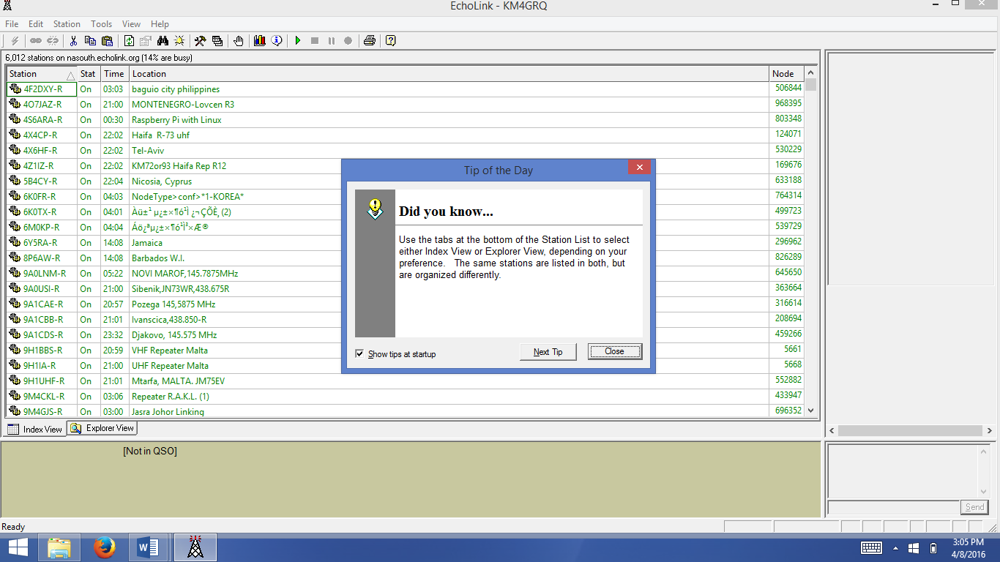 EchoLink - KM4GRQ
File Edit Station Tools View Help
6,012 stations on nasouth.echolink.org (14% are busy)
Station Stat Time Location Node
4F2DXY-R On 03:03 baguio city philippines 506844
4O7JAZ-R On 21:00 MONTENEGRO-Lovcen R3 968395
4S6ARA-R On 00:30 Raspberry Pi with Linux 803348
4X4CP-R On 22:02 Haifa R-73 uhf 124071
4X6HF-R On 22:02 Tel-Aviv 530229
4Z1IZ-R On 22:02 KM72or93 Haifa Rep R12 169676
5B4CY-R On 22:04 Nicosia, Cyprus 633188
6K0FR-R On 04:03 NodeType>conf>*1-KOREA* 764314
6K0TX-R On 04:01 Àü±¹ µ¿±×¶ó¹Ì ¿¬ÇÕÈ¸ (2) 499723
6M0KP-R On 04:04 Áö¿ªµ¿±×¶ó¹Ì³×Æ® 539729
6Y5RA-R On 14:08 Jamaica 296962
8P6AW-R On 14:08 Barbados W.I. 826289
9A0LNM-R On 05:22 NOVI MAROF,145.7875MHz 645650
9A0USI-R On 21:00 Sibenik,JN73WR,438.675R 363664
9A1CAE-R On 20:57 Pozega 145,5875 MHz 316614
9A1CBB-R On 21:01 Ivanscica,438.850-R 208694
9A1CDS-R On 23:32 Djakovo, 145.575 MHz 459266
9H1BBS-R On 20:59 VHF Repeater Malta 5661
9H1IA-R On 21:00 UHF Repeater Malta 5668
9H1UHF-R On 21:01 Mtarfa, MALTA. JM75EV 552882
9M4CKL-R On 03:06 Repeater R.A.K.L. (1) 433947
9M4GJS-R On 03:00 Jasra Johor Linking 696352
Tip of the Day
Did you know...
Use the tabs at the bottom of the Station List to select
either Index View or Explorer View, depending on your
preference. The same stations are listed in both, but
are organized differently.
Show tips at startup
Next Tip
Close
Index View Explorer View
[Not in QSO]
Send
Ready
3:05 PM
4/8/2016